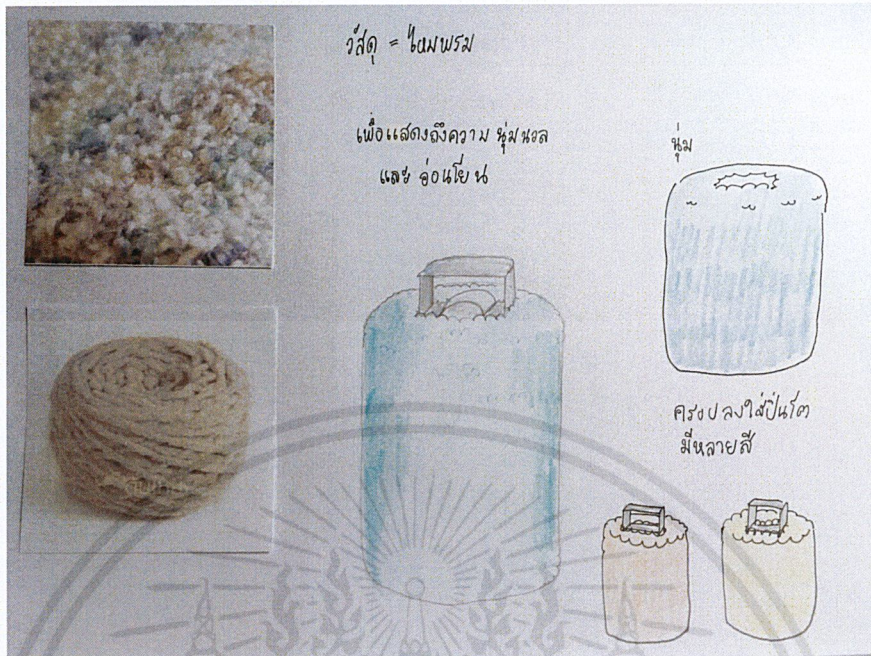 วัสดุ = ไหมพรม
เพื่อแสดงถึงความนุ่มนวล
และ อ่อนโยน
นุ่ม
ครอบลงใส่ปิ่นโต
มีหลายสี